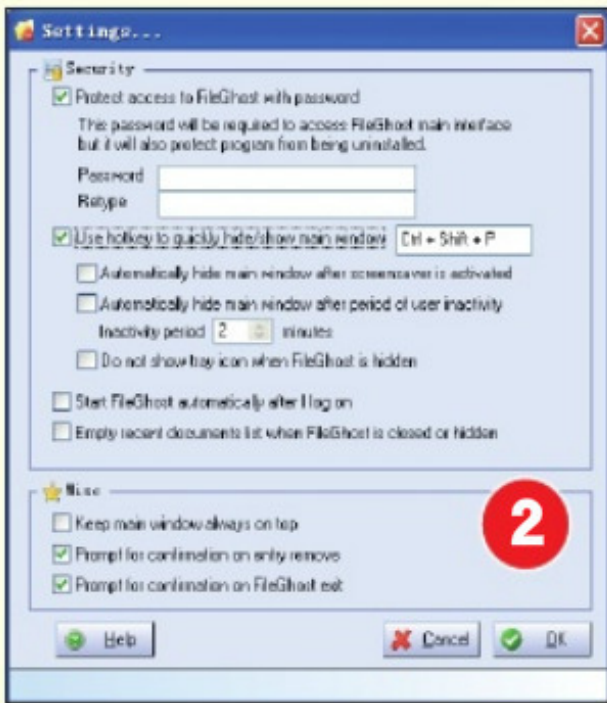 Settings...
Security
Protect access to FileGhost with password
This password will be required to access FileGhost main interface
but it will also protect program from being uninstalled.
Password
Retype
Use hotkey to quickly hide/show main window Ctrl + Shift + P
Automatically hide main window after screensaver is activated
Automatically hide main window after period of user inactivity
Inactivity period 2 minutes
Do not show tray icon when FileGhost is hidden
Start FileGhost automatically after I log on
Empty recent documents list when FileGhost is closed or hidden
Misc
Keep main window always on top
Prompt for confirmation on entry remove
Prompt for confirmation on FileGhost exit
2
Help Cancel OK